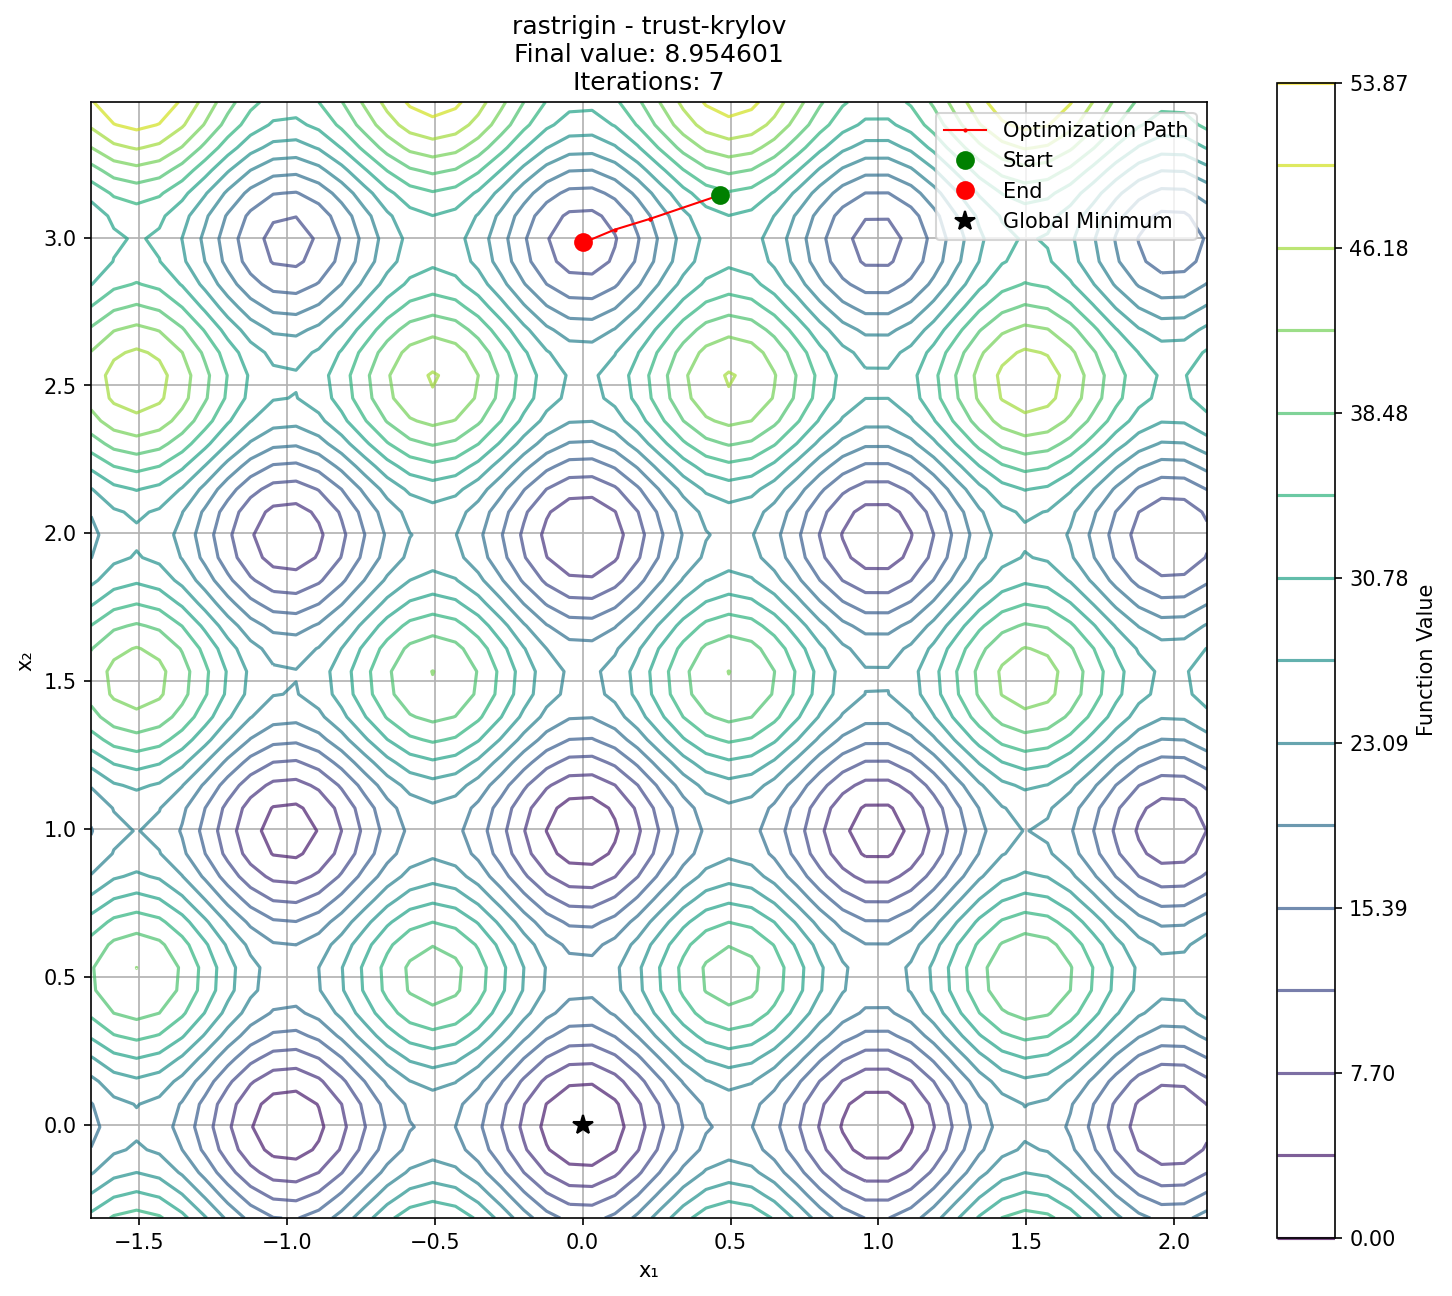 rastrigin - trust-krylov
Final value: 8.954601
Iterations: 7
Optimization Path
Start
End
Global Minimum
3.0
2.5
2.0
1.5
1.0
0.5
0.0
x₂
−1.5
−1.0
−0.5
0.0
0.5
1.0
1.5
2.0
x₁
53.87
46.18
38.48
30.78
23.09
15.39
7.70
0.00
Function Value